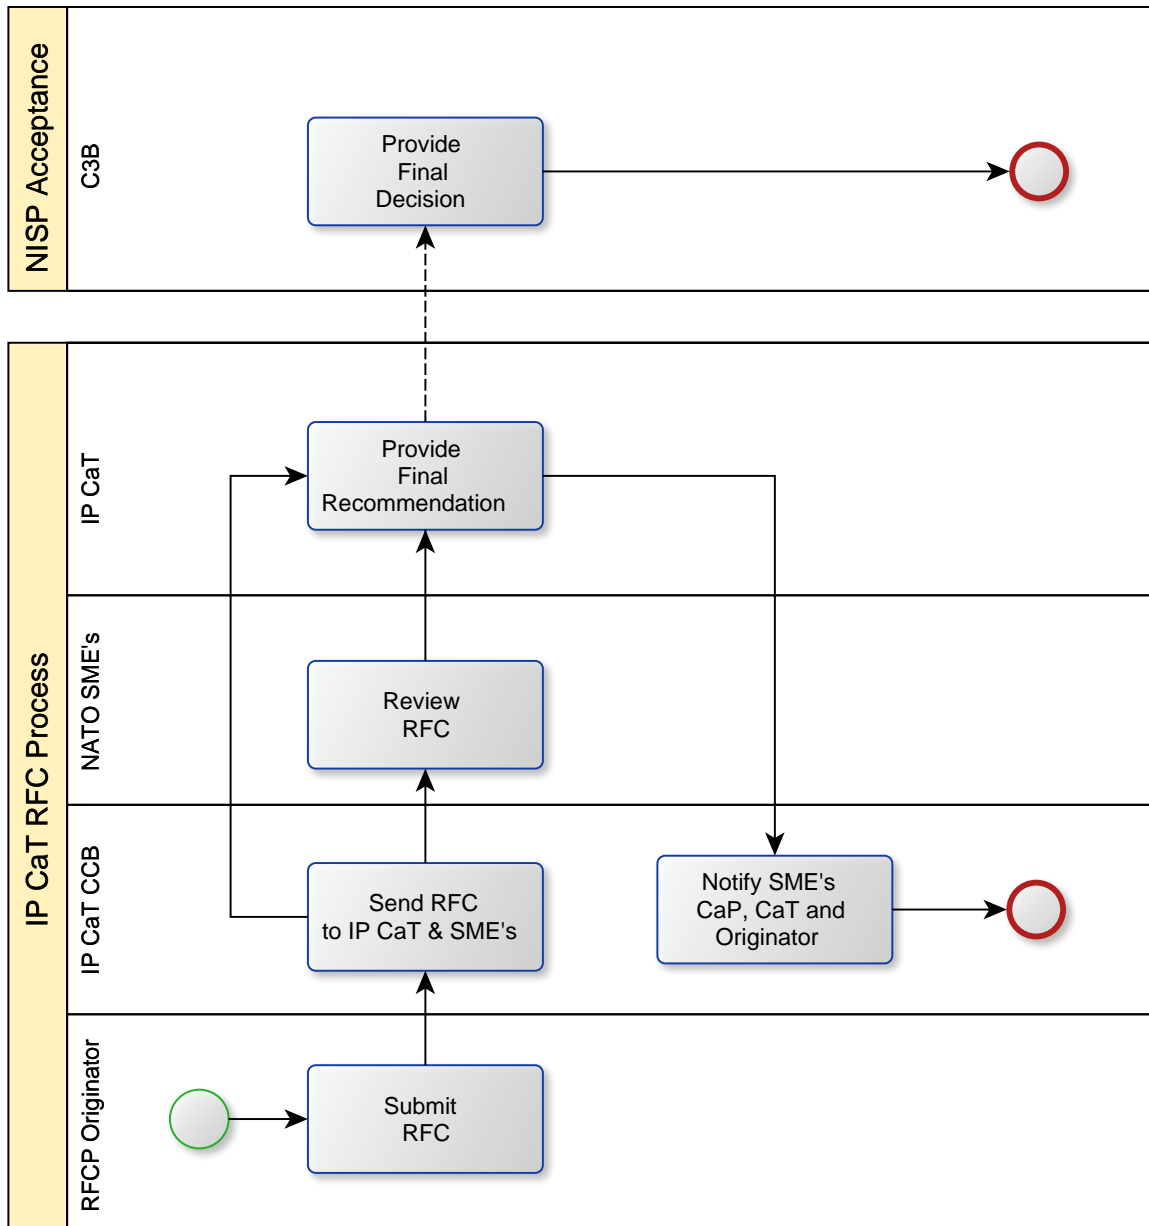 NISP Acceptance
C3B
Provide
Final
Decision
IP CaT RFC Process
IP CaT
Provide
Final
Recommendation
NATO SME's
Review
RFC
IP CaT CCB
Send RFC
to IP CaT & SME's
Notify SME's
CaP, CaT and
Originator
RFCP Originator
Submit
RFC